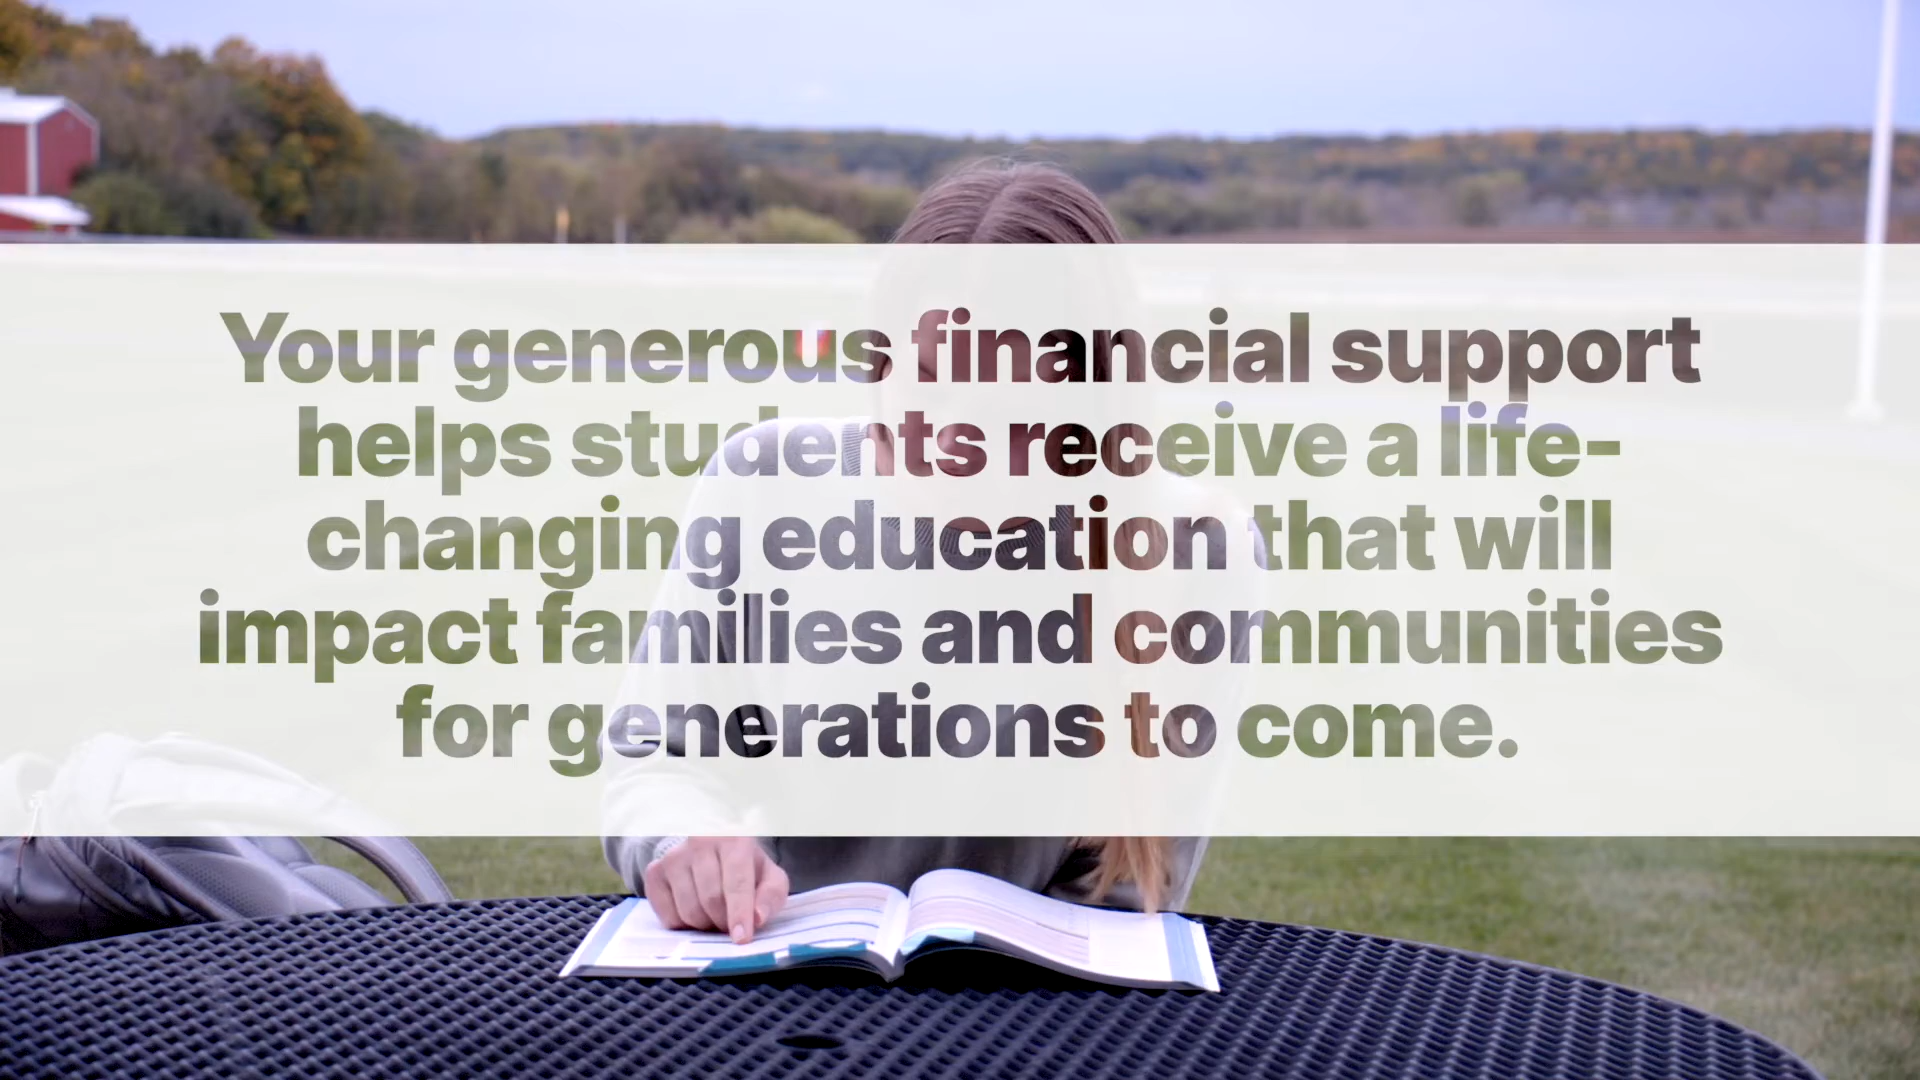 Your generous financial support
helps students receive a life-
changing education that will
impact families and communities
for generations to come.